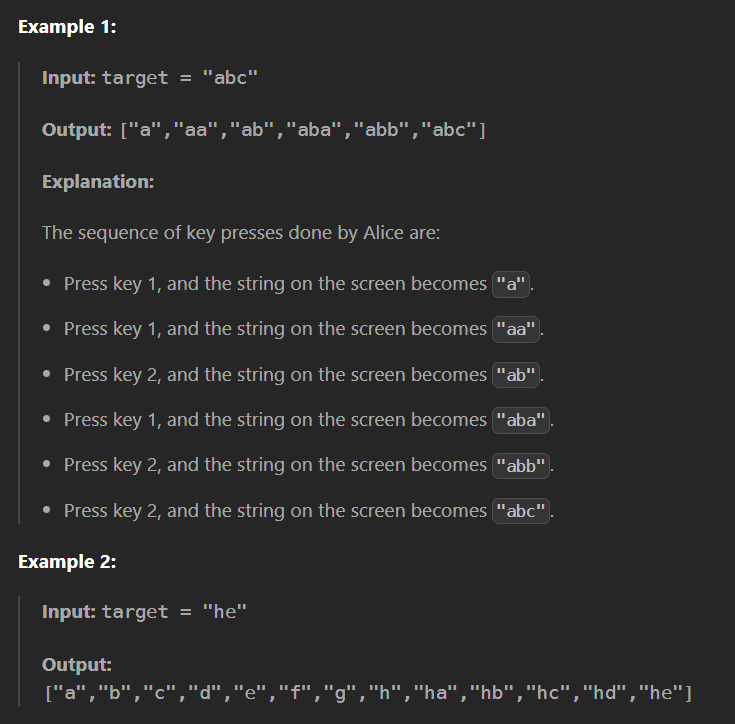 Example 1:
Input: target = "abc"
Output: ["a","aa","ab","aba","abb","abc"]
Explanation:
The sequence of key presses done by Alice are:
• Press key 1, and the string on the screen becomes "a".
• Press key 1, and the string on the screen becomes "aa".
• Press key 2, and the string on the screen becomes "ab".
• Press key 1, and the string on the screen becomes "aba".
• Press key 2, and the string on the screen becomes "abb".
• Press key 2, and the string on the screen becomes "abc".
Example 2:
Input: target = "he"
Output:
["a","b","c","d","e","f","g","h","ha","hb","hc","hd","he"]